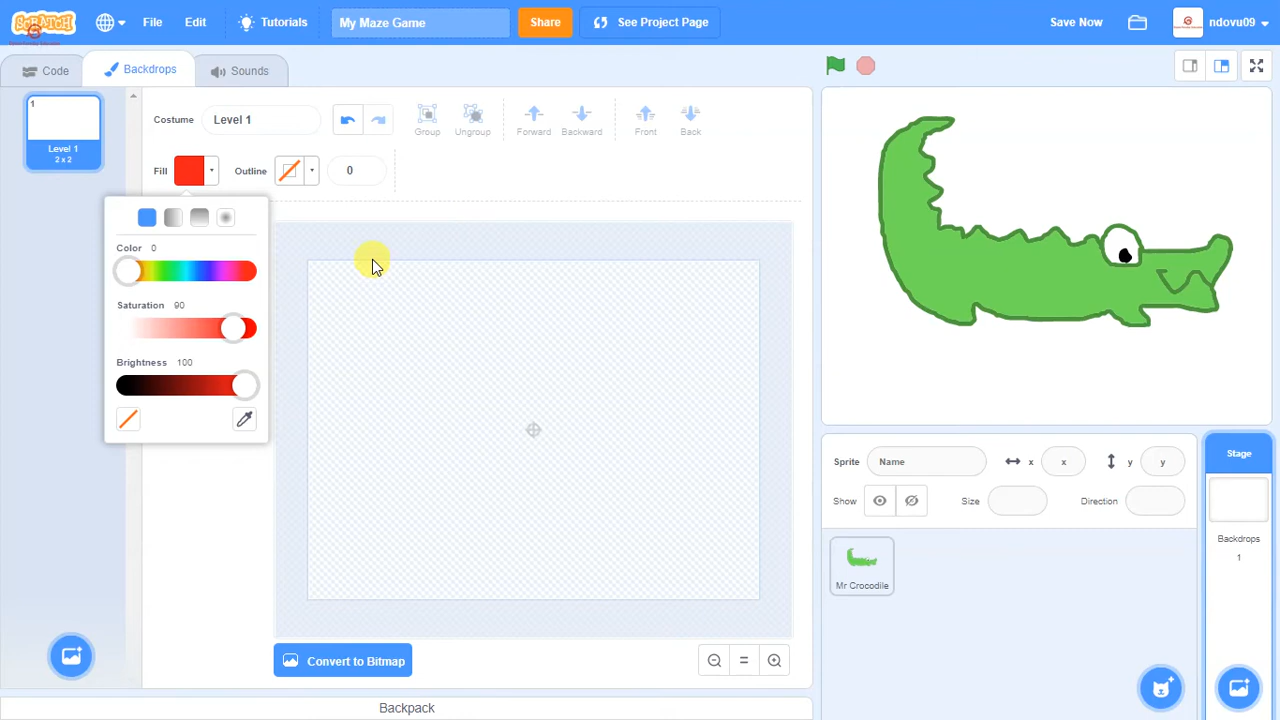 SCRATCH
File
Edit
Tutorials
My Maze Game
Share
See Project Page
Save Now
ndovu09
Code
Backdrops
Sounds
1
Level 1
2 x 2
Costume
Level 1
Group
Ungroup
Forward
Backward
Front
Back
Fill
Outline
0
Color 0
Saturation 90
Brightness 100
Convert to Bitmap
Backpack
Sprite
Name
x
x
y
y
Show
Size
Direction
Mr Crocodile
Stage
Backdrops
1